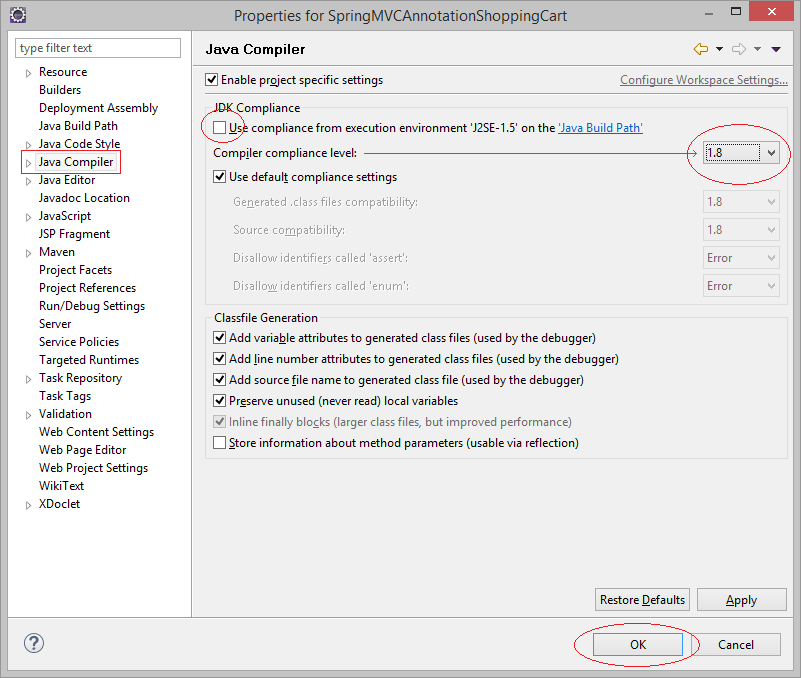 Properties for SpringMVCAnnotationShoppingCart
type filter text
Resource
Builders
Deployment Assembly
Java Build Path
Java Code Style
Java Compiler
Java Editor
Javadoc Location
JavaScript
JSP Fragment
Maven
Project Facets
Project References
Run/Debug Settings
Server
Service Policies
Targeted Runtimes
Task Repository
Task Tags
Validation
Web Content Settings
Web Page Editor
Web Project Settings
WikiText
XDoclet
Java Compiler
Enable project specific settings
Configure Workspace Settings...
JDK Compliance
Use compliance from execution environment 'J2SE-1.5' on the 'Java Build Path'
Compiler compliance level: 1.8
Use default compliance settings
Generated .class files compatibility: 1.8
Source compatibility: 1.8
Disallow identifiers called 'assert': Error
Disallow identifiers called 'enum': Error
Classfile Generation
Add variable attributes to generated class files (used by the debugger)
Add line number attributes to generated class files (used by the debugger)
Add source file name to generated class file (used by the debugger)
Preserve unused (never read) local variables
Inline finally blocks (larger class files, but improved performance)
Store information about method parameters (usable via reflection)
Restore Defaults
Apply
?
OK
Cancel